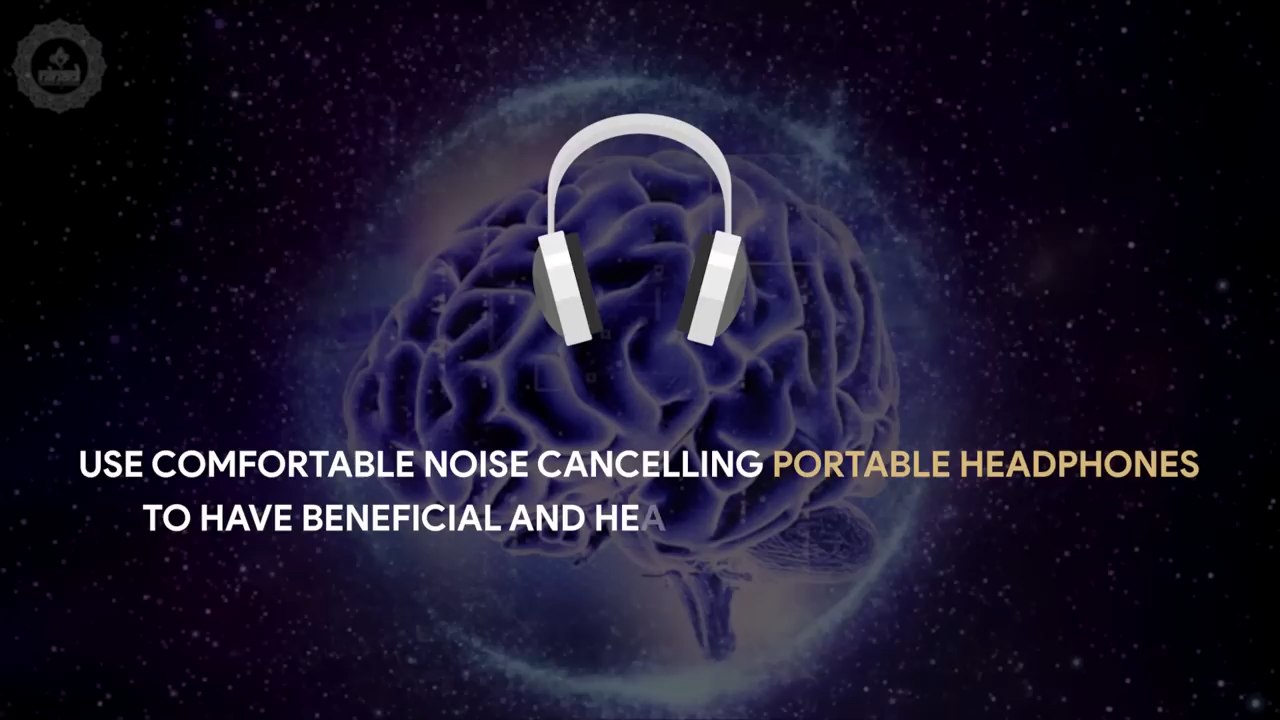 USE COMFORTABLE NOISE CANCELLING PORTABLE HEADPHONES
TO HAVE BENEFICIAL AND HEA